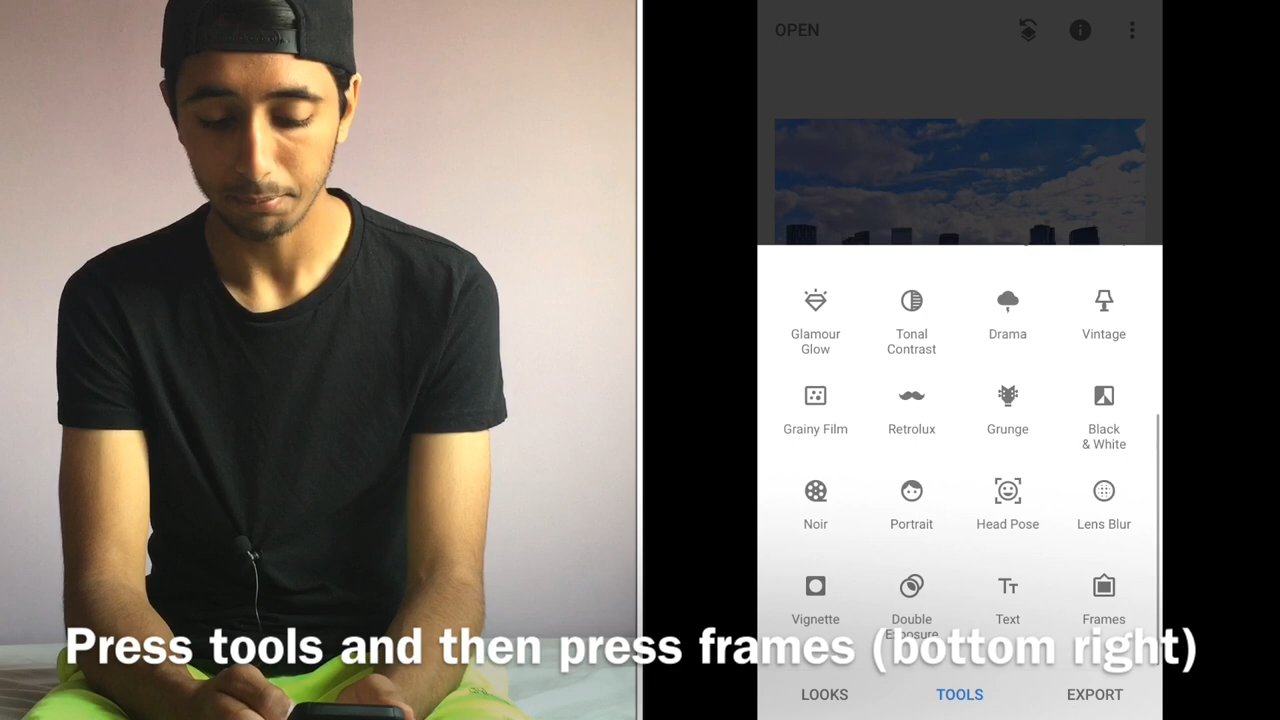 OPEN
Glamour
Glow
Tonal
Contrast
Drama
Vintage
Grainy Film
Retrolux
Grunge
Black
& White
Noir
Portrait
Head Pose
Lens Blur
Vignette
Double
Exposure
Text
Frames
Press tools and then press frames (bottom right)
LOOKS
TOOLS
EXPORT